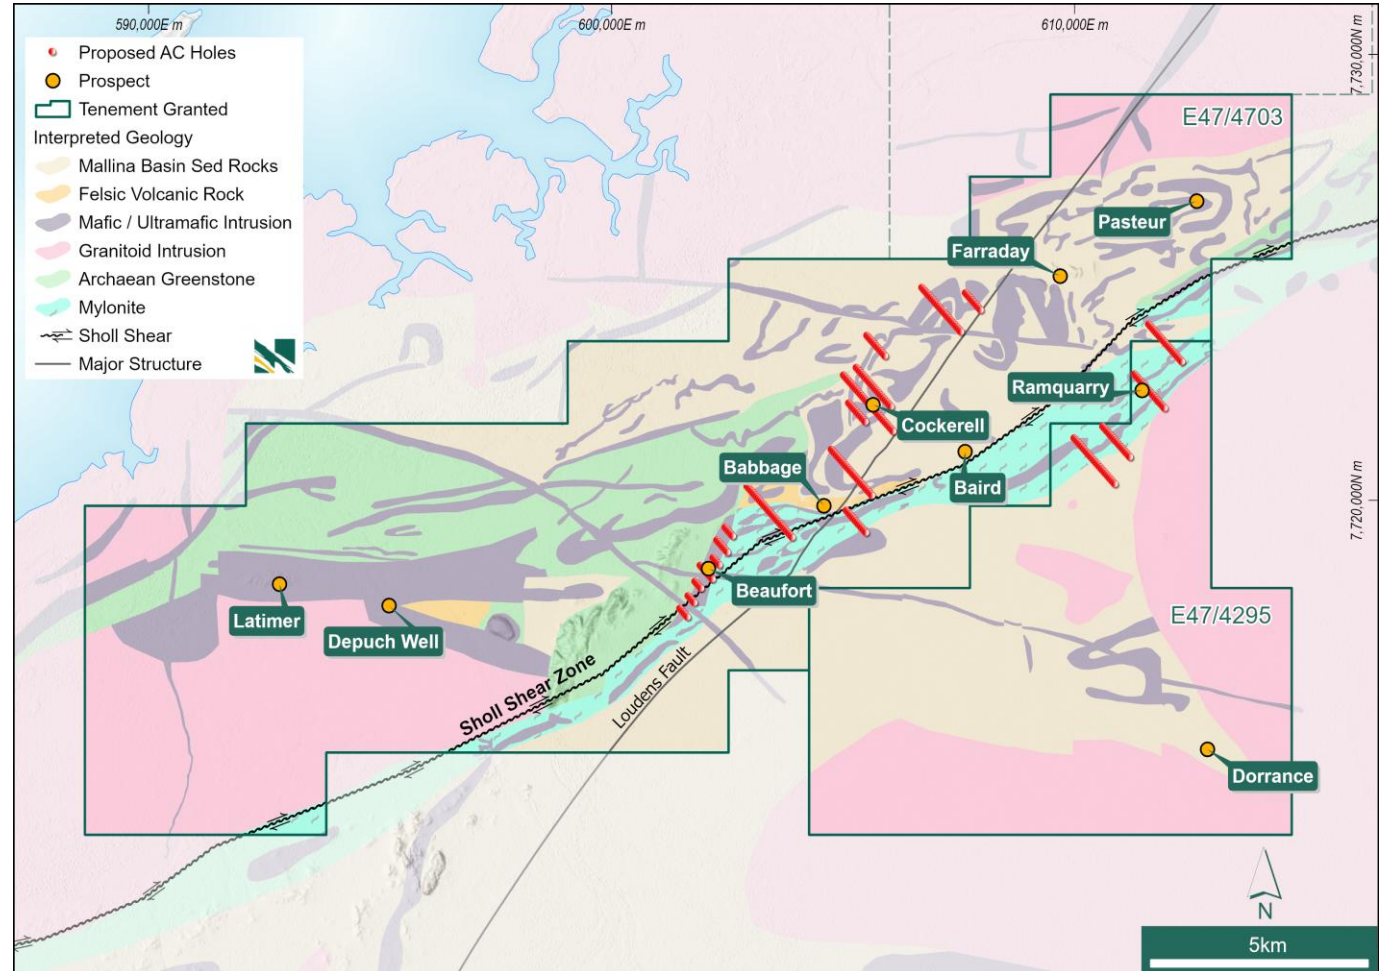 590,000E m
600,000E m
610,000E m
7,730,000N m
Proposed AC Holes
Prospect
Tenement Granted
Interpreted Geology
Mallina Basin Sed Rocks
Felsic Volcanic Rock
Mafic / Ultramafic Intrusion
Granitoid Intrusion
Archaean Greenstone
Mylonite
Sholl Shear
Major Structure
E47/4703
Pasteur
Farraday
Ramquarry
Cockerell
Babbage
Baird
7,720,000N m
Beaufort
Latimer
Depuch Well
E47/4295
Sholl Shear Zone
Loudens Fault
Dorrance
N
5km